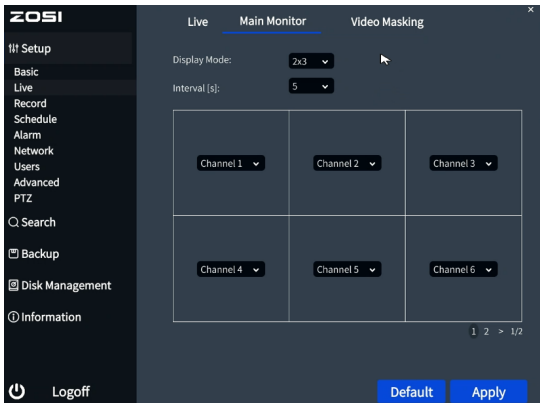 ZOSI
×
Live Main Monitor Video Masking
Setup
Basic
Live
Record
Schedule
Alarm
Network
Users
Advanced
PTZ
Search
Backup
Disk Management
Information
Logoff
Display Mode: 2x3
Interval [s]: 5
Channel 1 Channel 2 Channel 3
Channel 4 Channel 5 Channel 6
1 2 > 1/2
Default Apply